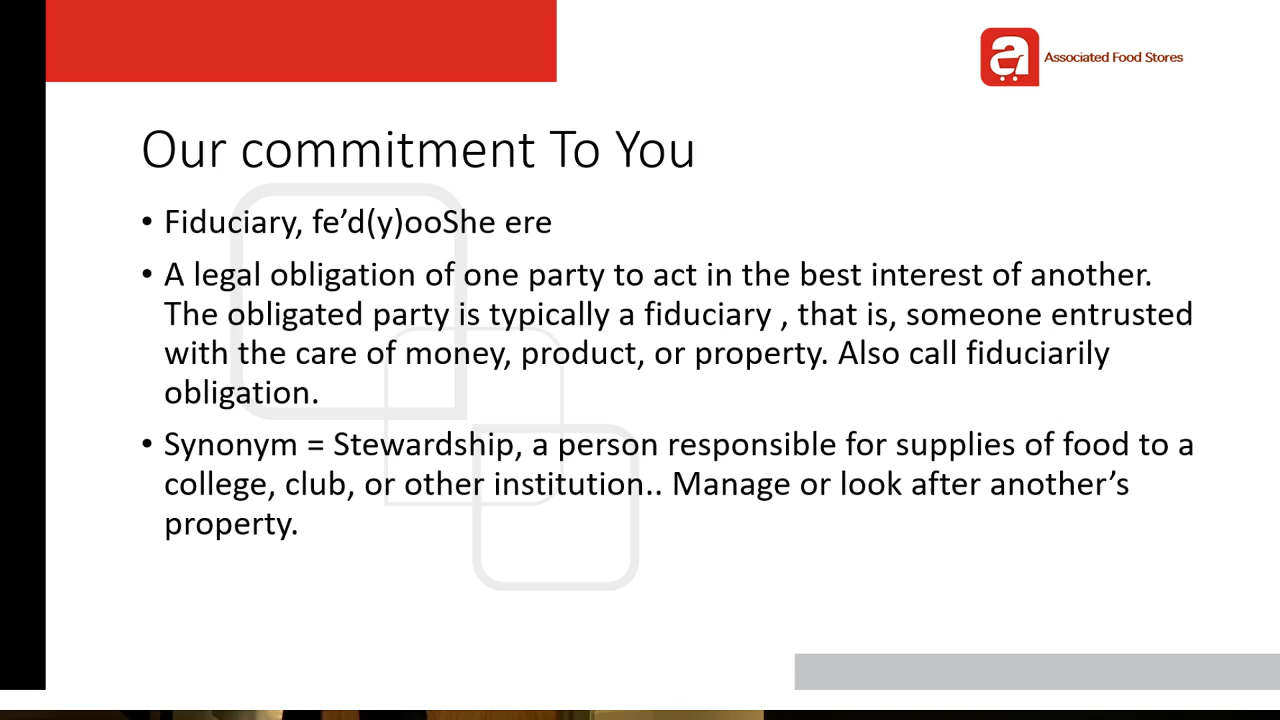 Associated Food Stores
Our commitment To You
• Fiduciary, fe’d(y)ooShe ere
• A legal obligation of one party to act in the best interest of another.
The obligated party is typically a fiduciary , that is, someone entrusted
with the care of money, product, or property. Also call fiduciarily
obligation.
• Synonym = Stewardship, a person responsible for supplies of food to a
college, club, or other institution.. Manage or look after another’s
property.